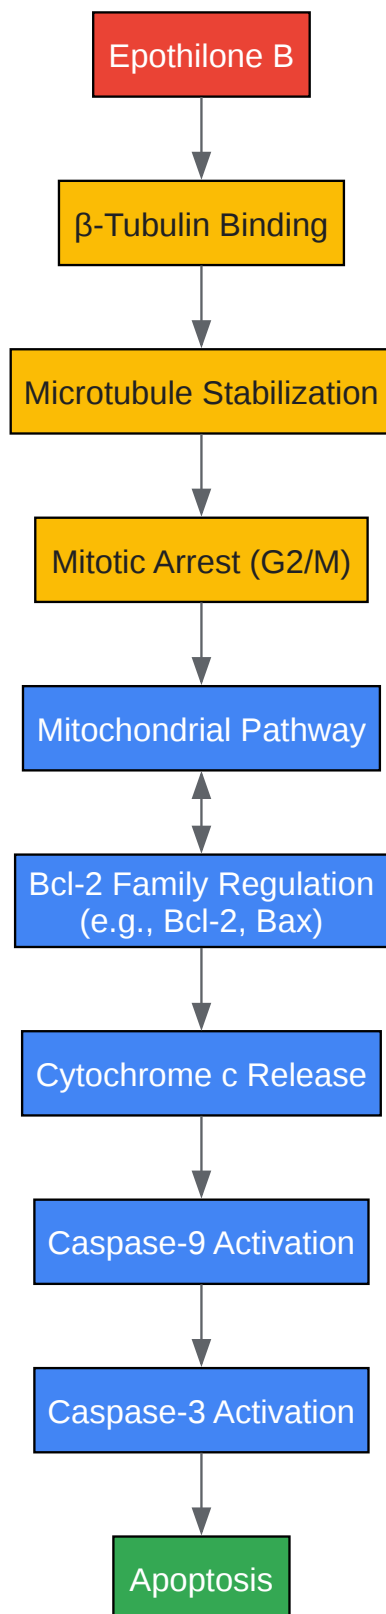 Epothilone B
β-Tubulin Binding
Microtubule Stabilization
Mitotic Arrest (G2/M)
Mitochondrial Pathway
Bcl-2 Family Regulation
(e.g., Bcl-2, Bax)
Cytochrome c Release
Caspase-9 Activation
Caspase-3 Activation
Apoptosis